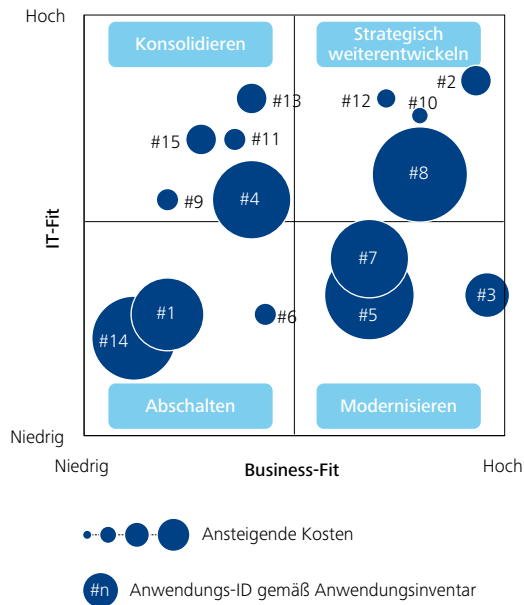 Hoch
Konsolidieren
Strategisch
weiterentwickeln
#2
#13
#12
#10
#15
#11
#8
#9
#4
IT-Fit
#7
#3
#1
#6
#5
#14
Abschalten
Modernisieren
Niedrig
Niedrig
Business-Fit
Hoch
Ansteigende Kosten
#n
Anwendungs-ID gemäß Anwendungsinventar